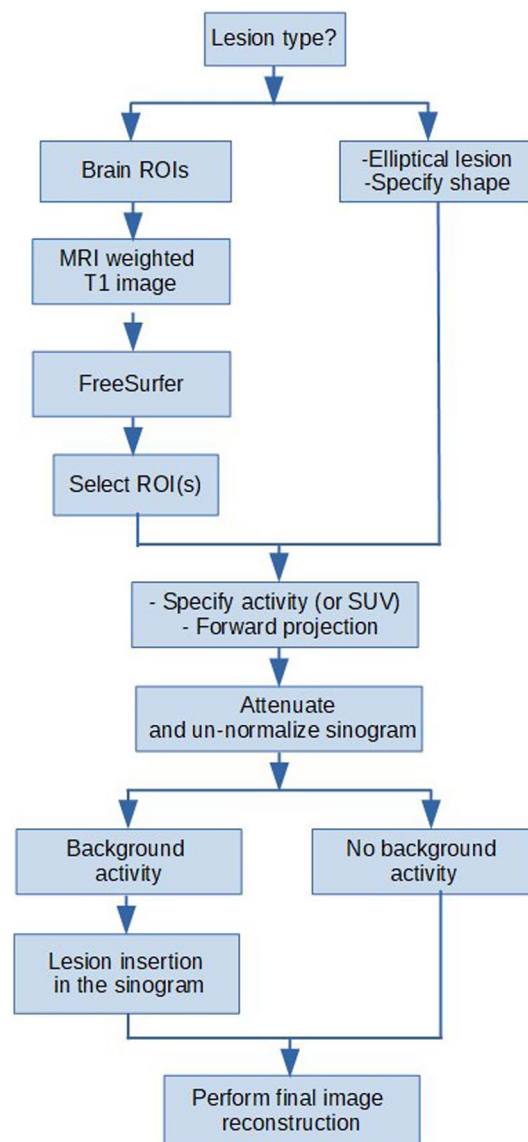 Lesion type?
Brain ROIs
-Elliptical lesion
-Specify shape
MRI weighted
T1 image
FreeSurfer
Select ROI(s)
- Specify activity (or SUV)
- Forward projection
Attenuate
and un-normalize sinogram
Background
activity
No background
activity
Lesion insertion
in the sinogram
Perform final image
reconstruction